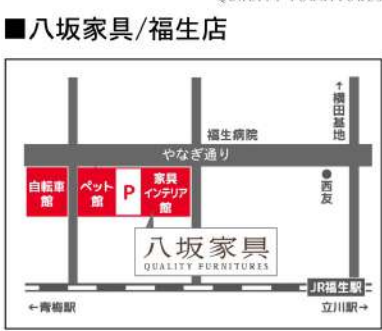 ■八坂家具/福生店
↑横田基地
福生病院
やなぎ通り
自転車
館
ペット
館
P
家具
インテリア
館
●西友
八坂家具
QUALITY FURNITURES
JR福生駅
←青梅駅
立川駅→